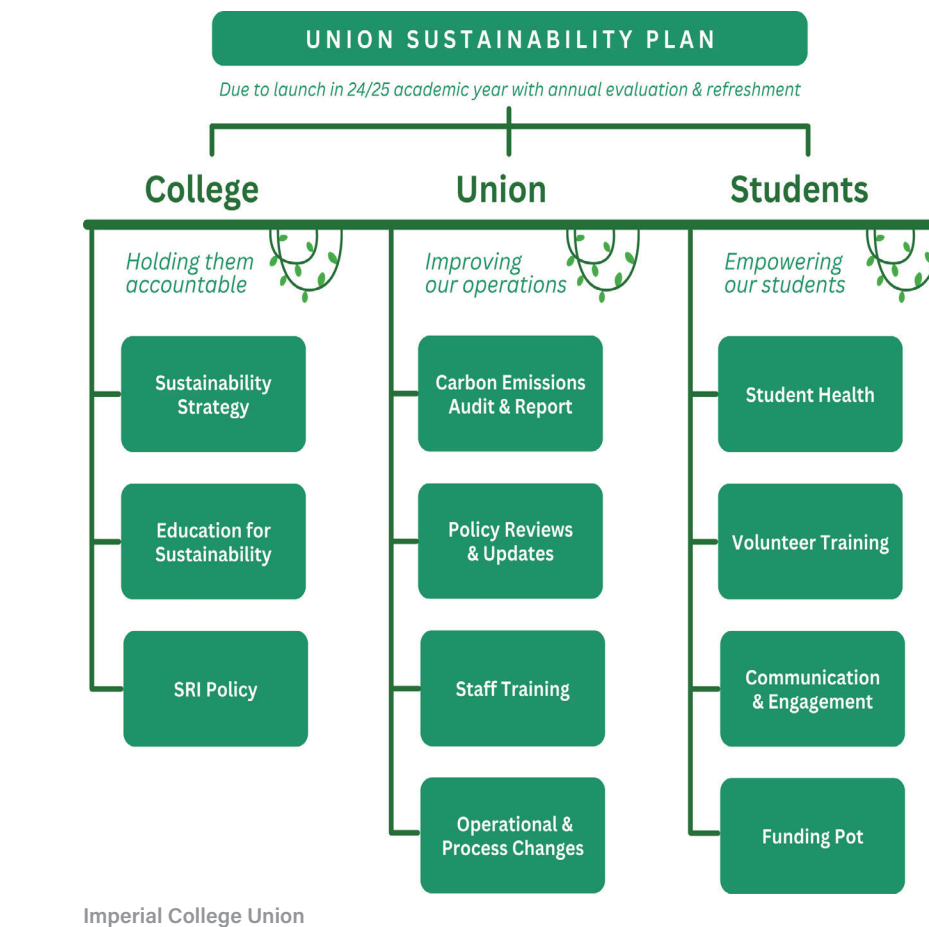 UNION SUSTAINABILITY PLAN
Due to launch in 24/25 academic year with annual evaluation & refreshment
College
Holding them
accountable
Sustainability
Strategy
Education for
Sustainability
SRI Policy
Union
Improving
our operations
Carbon Emissions
Audit & Report
Policy Reviews
& Updates
Staff Training
Operational &
Process Changes
Students
Empowering
our students
Student Health
Volunteer Training
Communication
& Engagement
Funding Pot
Imperial College Union